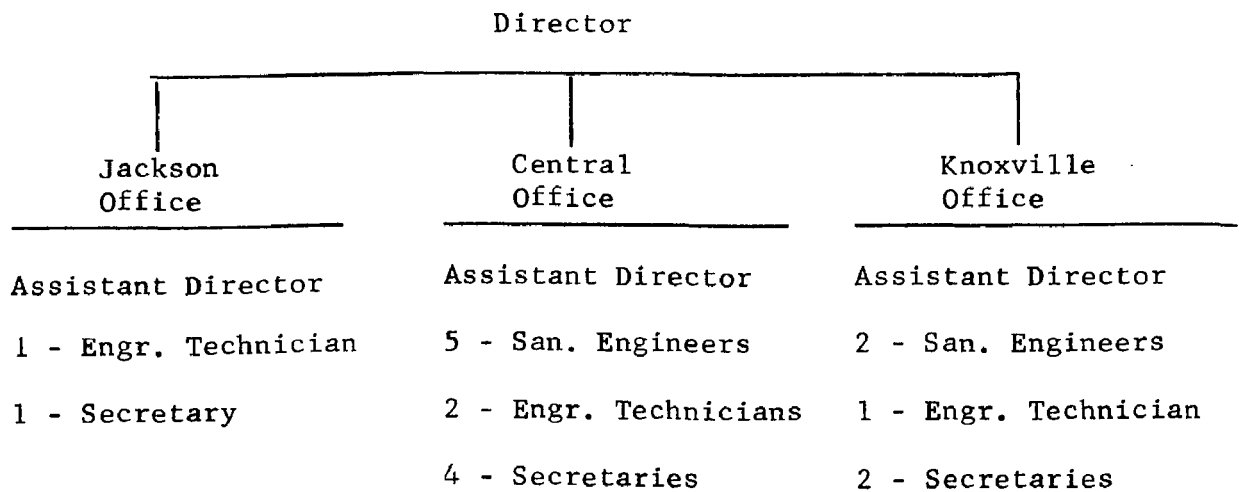 Director
Jackson
Office
Assistant Director
1 - Engr. Technician
1 - Secretary
Central
Office
Assistant Director
5 - San. Engineers
2 - Engr. Technicians
4 - Secretaries
Knoxville
Office
Assistant Director
2 - San. Engineers
1 - Engr. Technician
2 - Secretaries